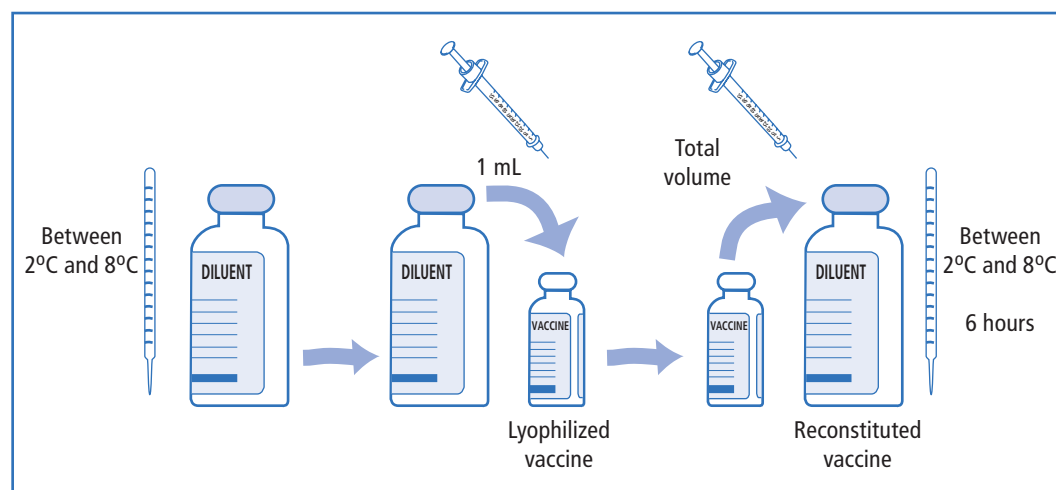 Between
2ºC and 8ºC
DILUENT
1 mL
DILUENT
VACCINE
Lyophilized
vaccine
Total
volume
VACCINE
DILUENT
Reconstituted
vaccine
Between
2ºC and 8ºC
6 hours